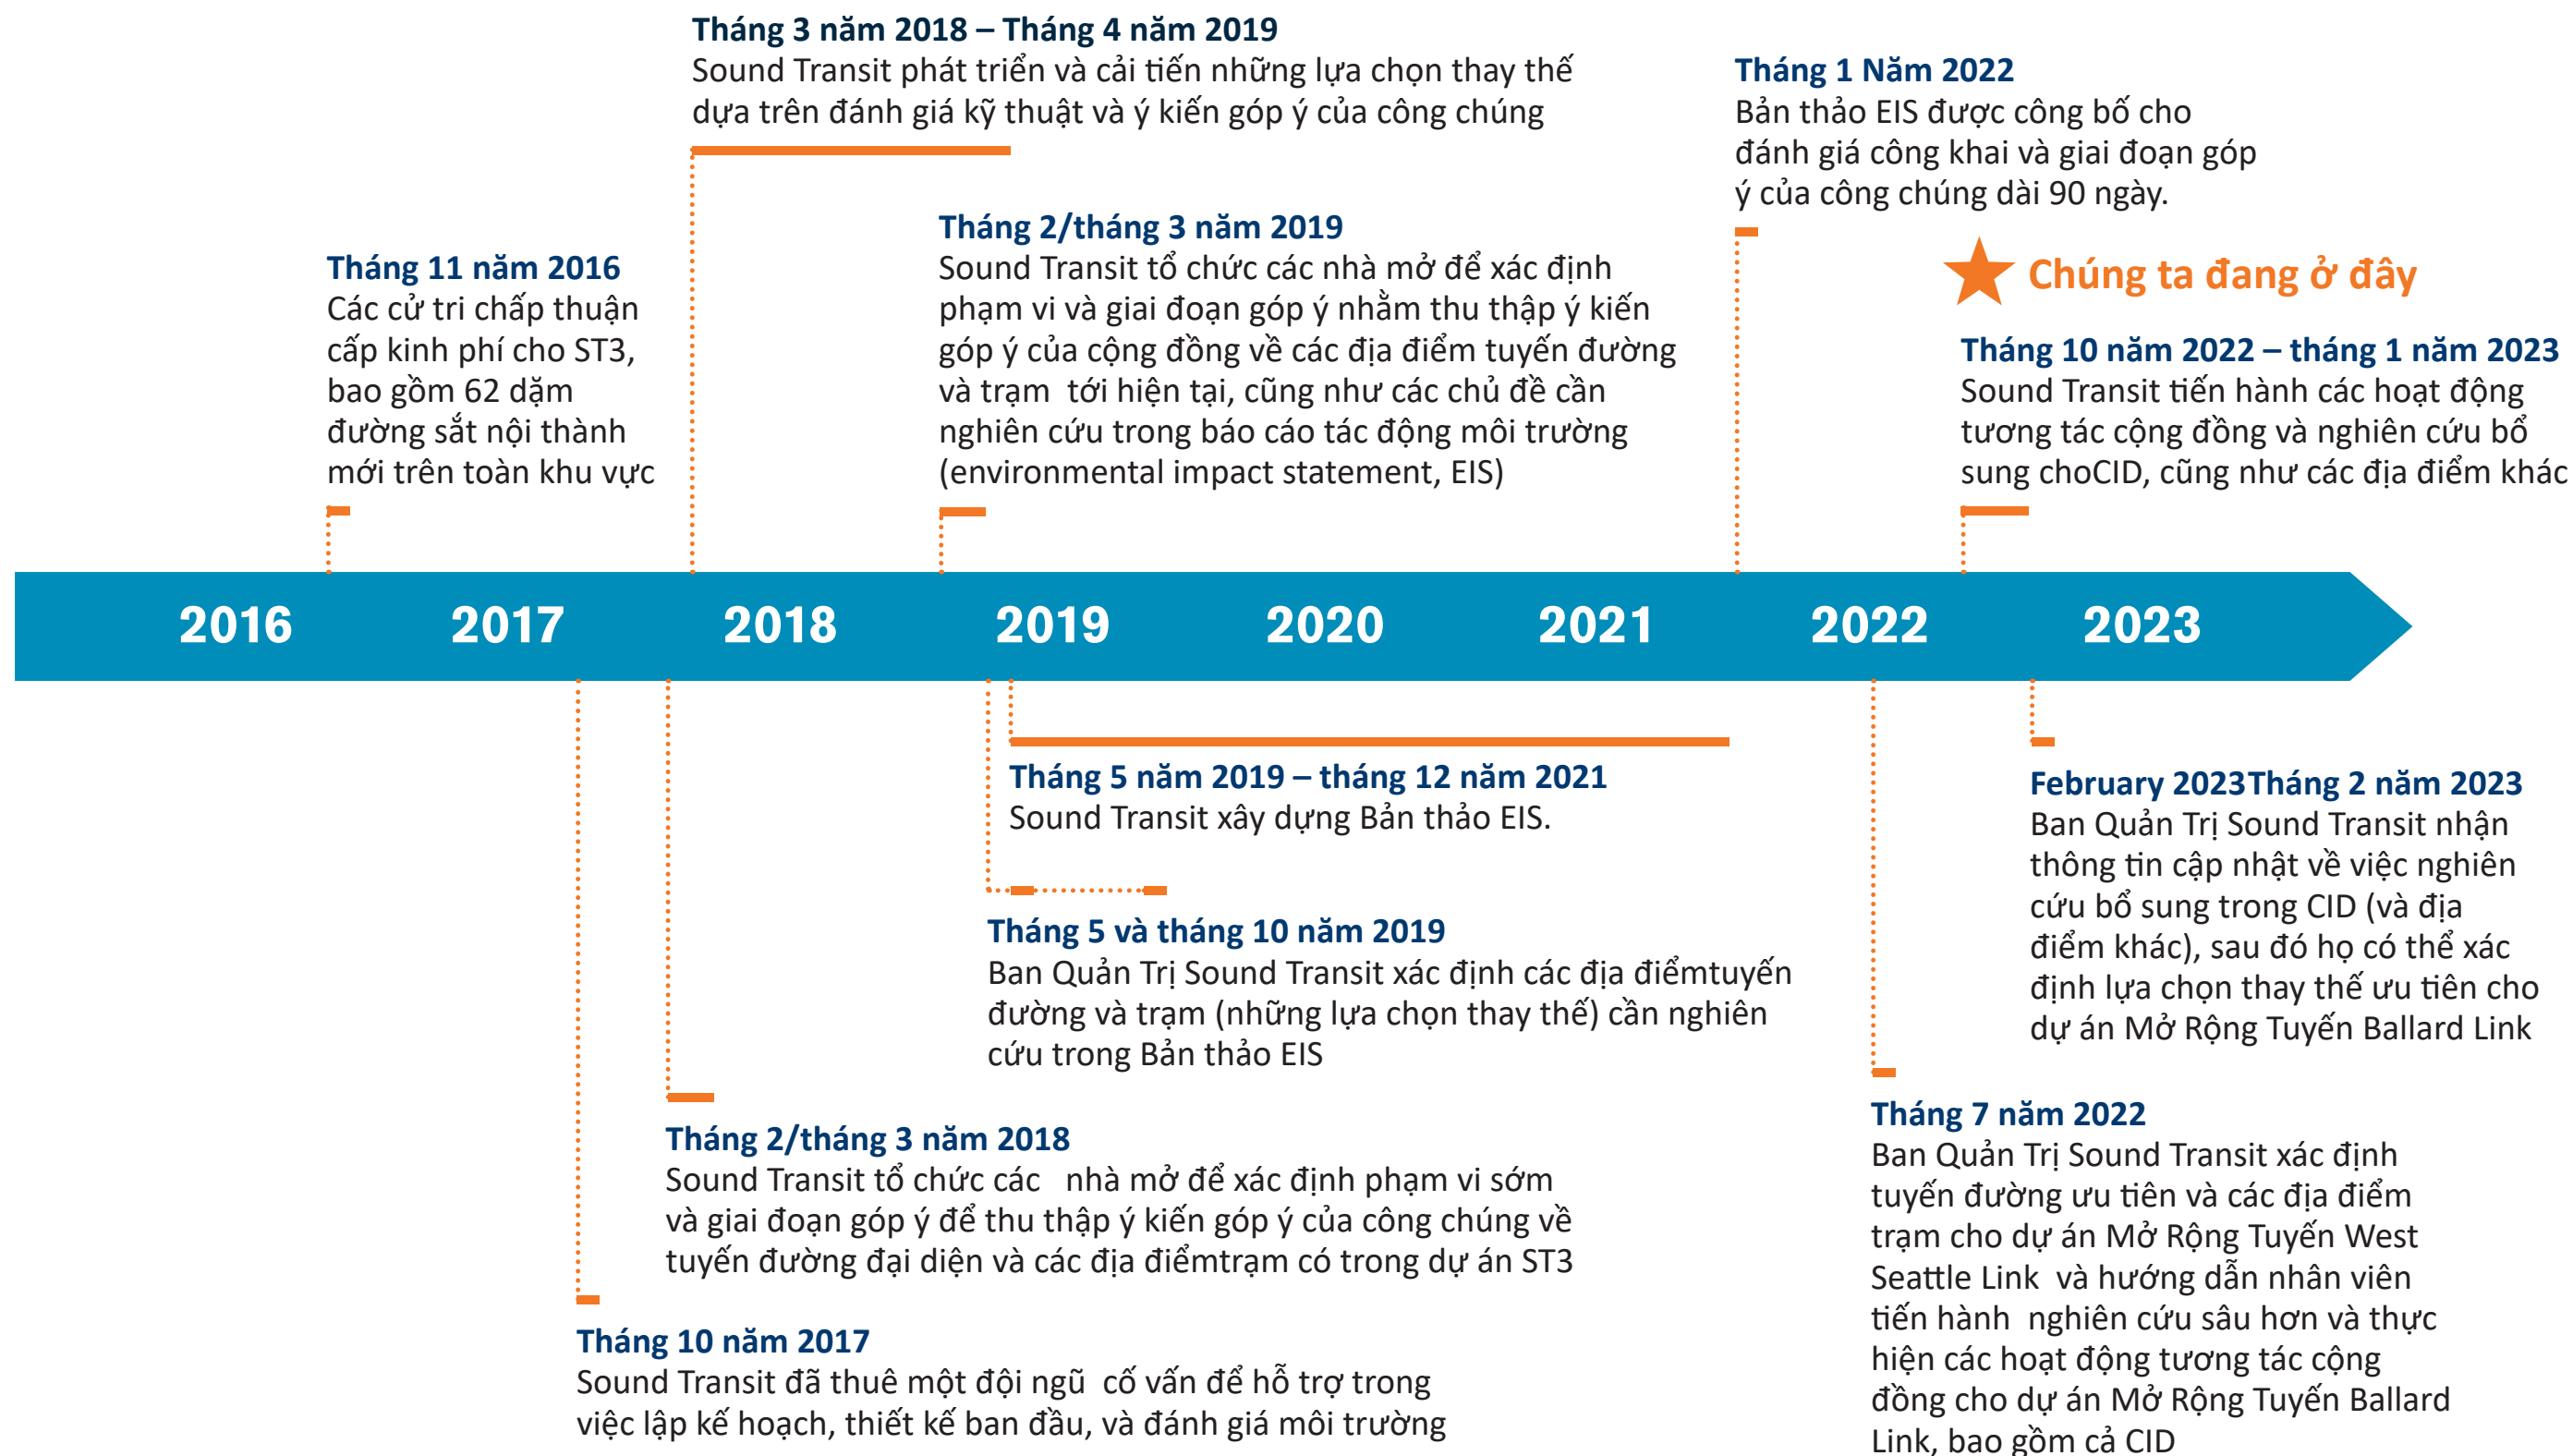 Tháng 3 năm 2018 – Tháng 4 năm 2019
Sound Transit phát triển và cải tiến những lựa chọn thay thế
dựa trên đánh giá kỹ thuật và ý kiến góp ý của công chúng
Tháng 1 Năm 2022
Bản thảo EIS được công bố cho
đánh giá công khai và giai đoạn góp
ý của công chúng dài 90 ngày.
Tháng 11 năm 2016
Các cử tri chấp thuận
cấp kinh phí cho ST3,
bao gồm 62 dặm
đường sắt nội thành
mới trên toàn khu vực
Tháng 2/tháng 3 năm 2019
Sound Transit tổ chức các nhà mở để xác định
phạm vi và giai đoạn góp ý nhằm thu thập ý kiến
góp ý của cộng đồng về các địa điểm tuyến đường
và trạm  tới hiện tại, cũng như các chủ đề cần
nghiên cứu trong báo cáo tác động môi trường
(environmental impact statement, EIS)
Chúng ta đang ở đây
Tháng 10 năm 2022 – tháng 1 năm 2023
Sound Transit tiến hành các hoạt động
tương tác cộng đồng và nghiên cứu bổ
sung choCID, cũng như các địa điểm khác
2016 2017 2018 2019 2020 2021 2022 2023
Tháng 5 năm 2019 – tháng 12 năm 2021
Sound Transit xây dựng Bản thảo EIS.
Tháng 5 và tháng 10 năm 2019
Ban Quản Trị Sound Transit xác định các địa điểmtuyến
đường và trạm (những lựa chọn thay thế) cần nghiên
cứu trong Bản thảo EIS
Tháng 2/tháng 3 năm 2018
Sound Transit tổ chức các   nhà mở để xác định phạm vi sớm
và giai đoạn góp ý để thu thập ý kiến góp ý của công chúng về
tuyến đường đại diện và các địa điểmtrạm có trong dự án ST3
Tháng 10 năm 2017
Sound Transit đã thuê một đội ngũ  cố vấn để hỗ trợ trong
việc lập kế hoạch, thiết kế ban đầu, và đánh giá môi trường
February 2023Tháng 2 năm 2023
Ban Quản Trị Sound Transit nhận
thông tin cập nhật về việc nghiên
cứu bổ sung trong CID (và địa
điểm khác), sau đó họ có thể xác
định lựa chọn thay thế ưu tiên cho
dự án Mở Rộng Tuyến Ballard Link
Tháng 7 năm 2022
Ban Quản Trị Sound Transit xác định
tuyến đường ưu tiên và các địa điểm
trạm cho dự án Mở Rộng Tuyến West
Seattle Link  và hướng dẫn nhân viên
tiến hành  nghiên cứu sâu hơn và thực
hiện các hoạt động tương tác cộng
đồng cho dự án Mở Rộng Tuyến Ballard
Link, bao gồm cả CID